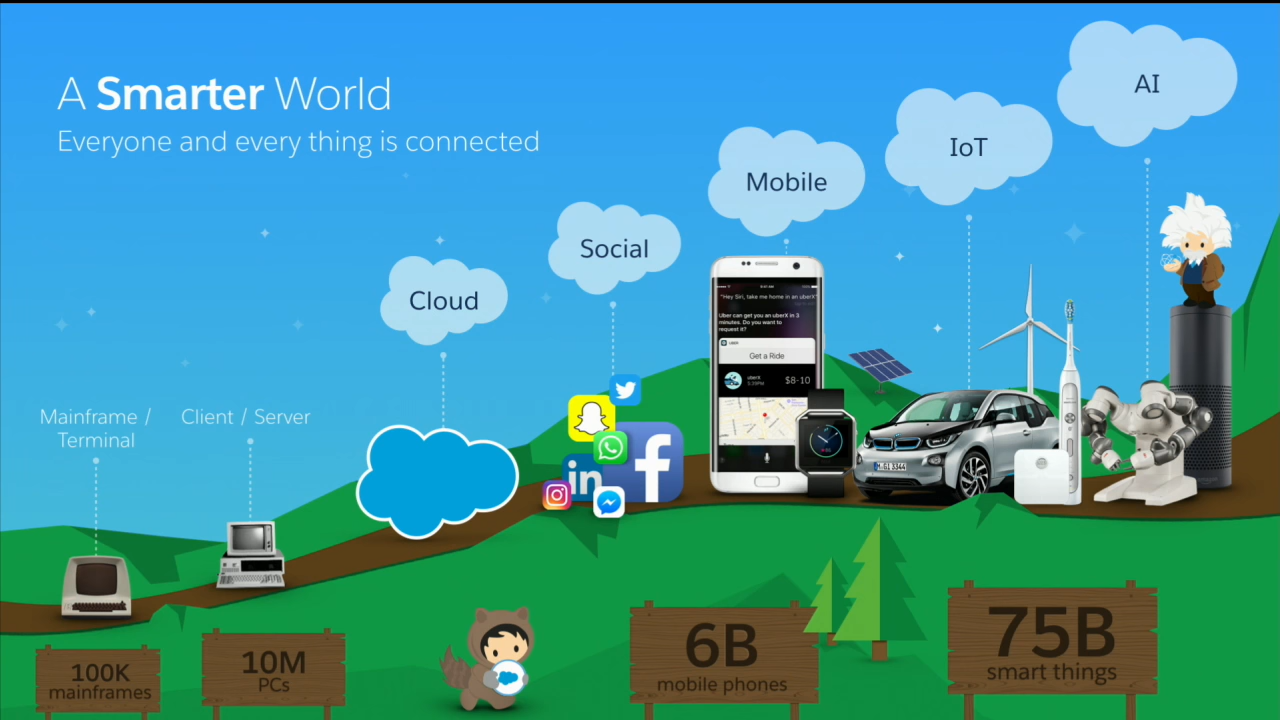 A Smarter World
Everyone and every thing is connected
AI
IoT
Mobile
Social
Cloud
Mainframe /
Terminal
Client / Server
"Hey Siri, take me home in an uberX"
Uber can get you an uberX in 3
minutes. Do you want to
request it?
UBER
Get a Ride
uberX
$8-10
in
f
100K
mainframes
10M
PCs
6B
mobile phones
75B
smart things